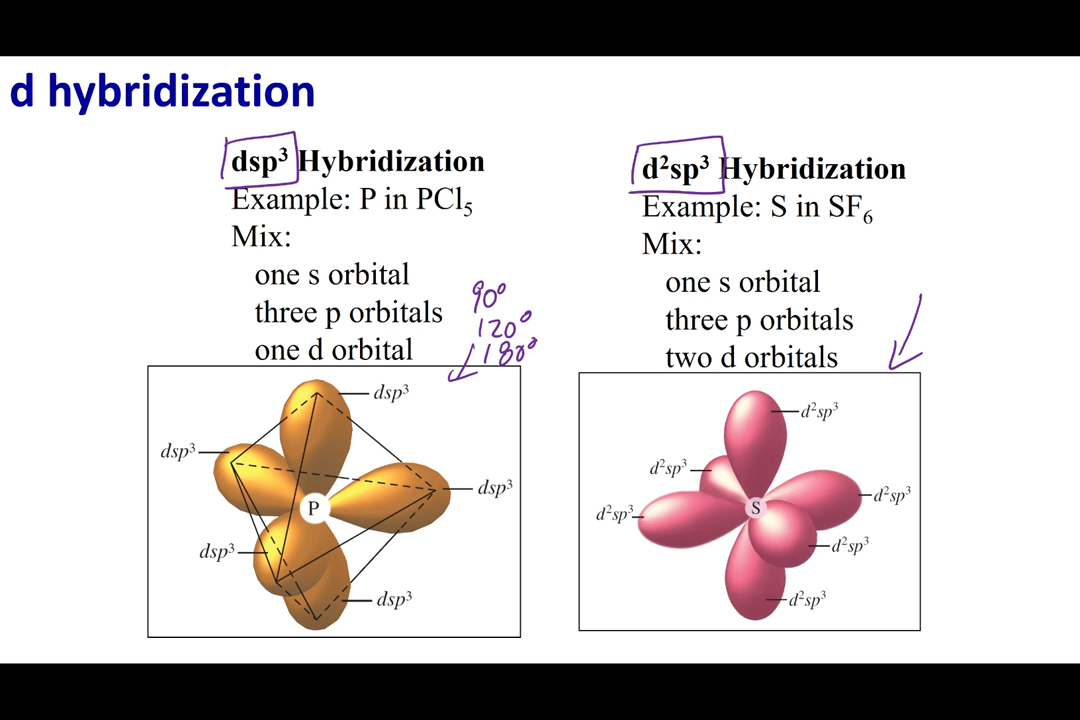 d hybridization
dsp³ Hybridization
Example: P in PCl₅
Mix:
one s orbital
three p orbitals
one d orbital
90°
120°
180°
dsp³
dsp³
dsp³
P
dsp³
dsp³
d²sp³ Hybridization
Example: S in SF₆
Mix:
one s orbital
three p orbitals
two d orbitals
d²sp³
d²sp³
d²sp³
d²sp³
S
d²sp³
d²sp³